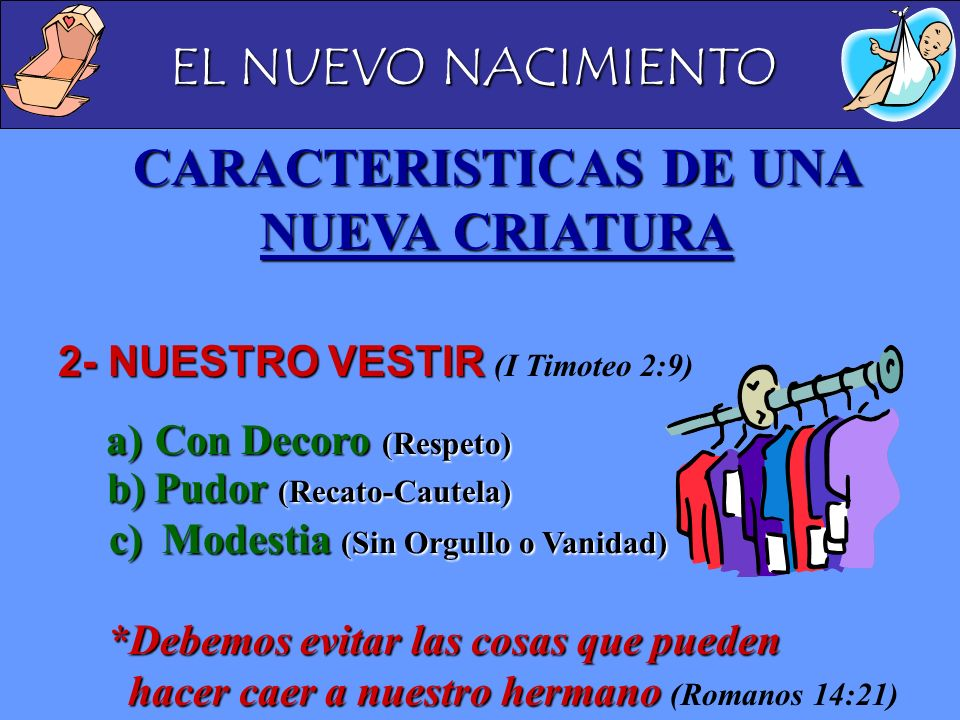 EL NUEVO NACIMIENTO
CARACTERISTICAS DE UNA
NUEVA CRIATURA
2- NUESTRO VESTIR (I Timoteo 2:9)
a) Con Decoro (Respeto)
b) Pudor (Recato-Cautela)
c) Modestia (Sin Orgullo o Vanidad)
*Debemos evitar las cosas que pueden
hacer caer a nuestro hermano (Romanos 14:21)